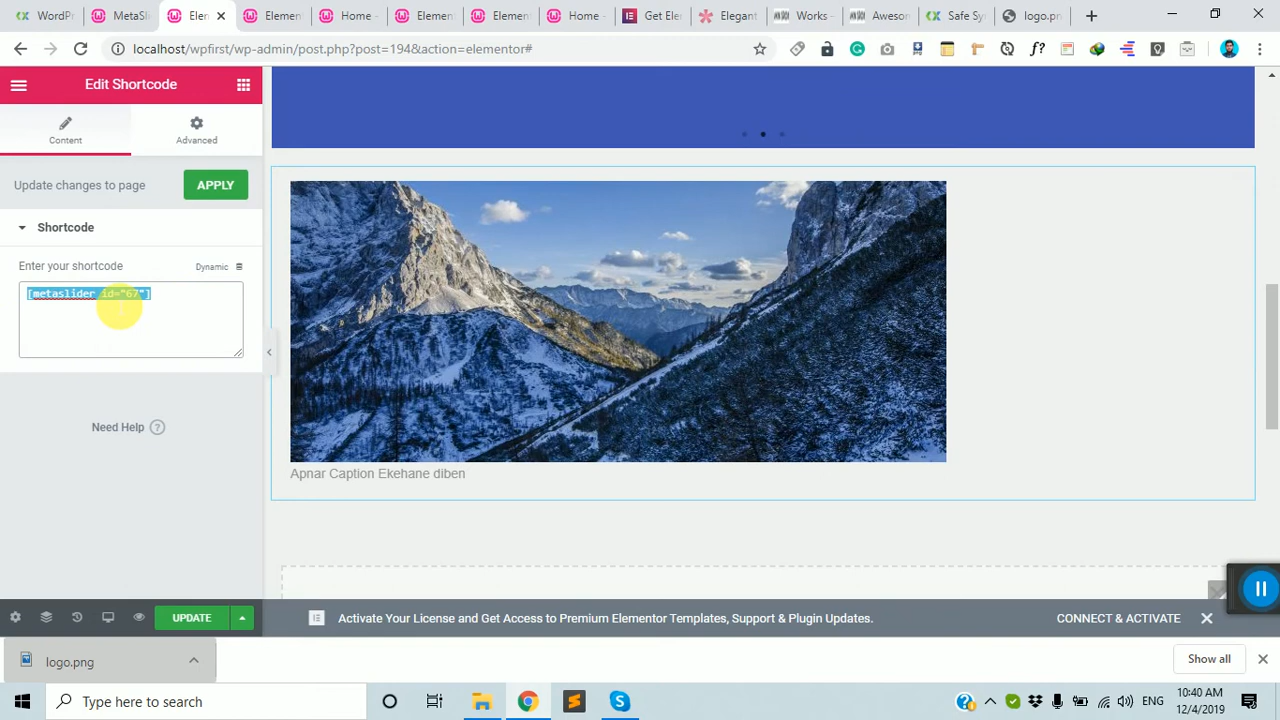 WordPr
MetaSli
Elen
Elemen
Home -
Elemen
Elemen
Home -
Get Ele
Elegant
Works -
Awesor
Safe Sy
logo.pn
localhost/wpfirst/wp-admin/post.php?post=194&action=elementor#
Edit Shortcode
Content
Advanced
Update changes to page
APPLY
Shortcode
Enter your shortcode
Dynamic
[metaslider id="67"]
Need Help
Apnar Caption Ekehane diben
UPDATE
Activate Your License and Get Access to Premium Elementor Templates, Support & Plugin Updates.
CONNECT & ACTIVATE
logo.png
Show all
Type here to search
ENG
10:40 AM
12/4/2019